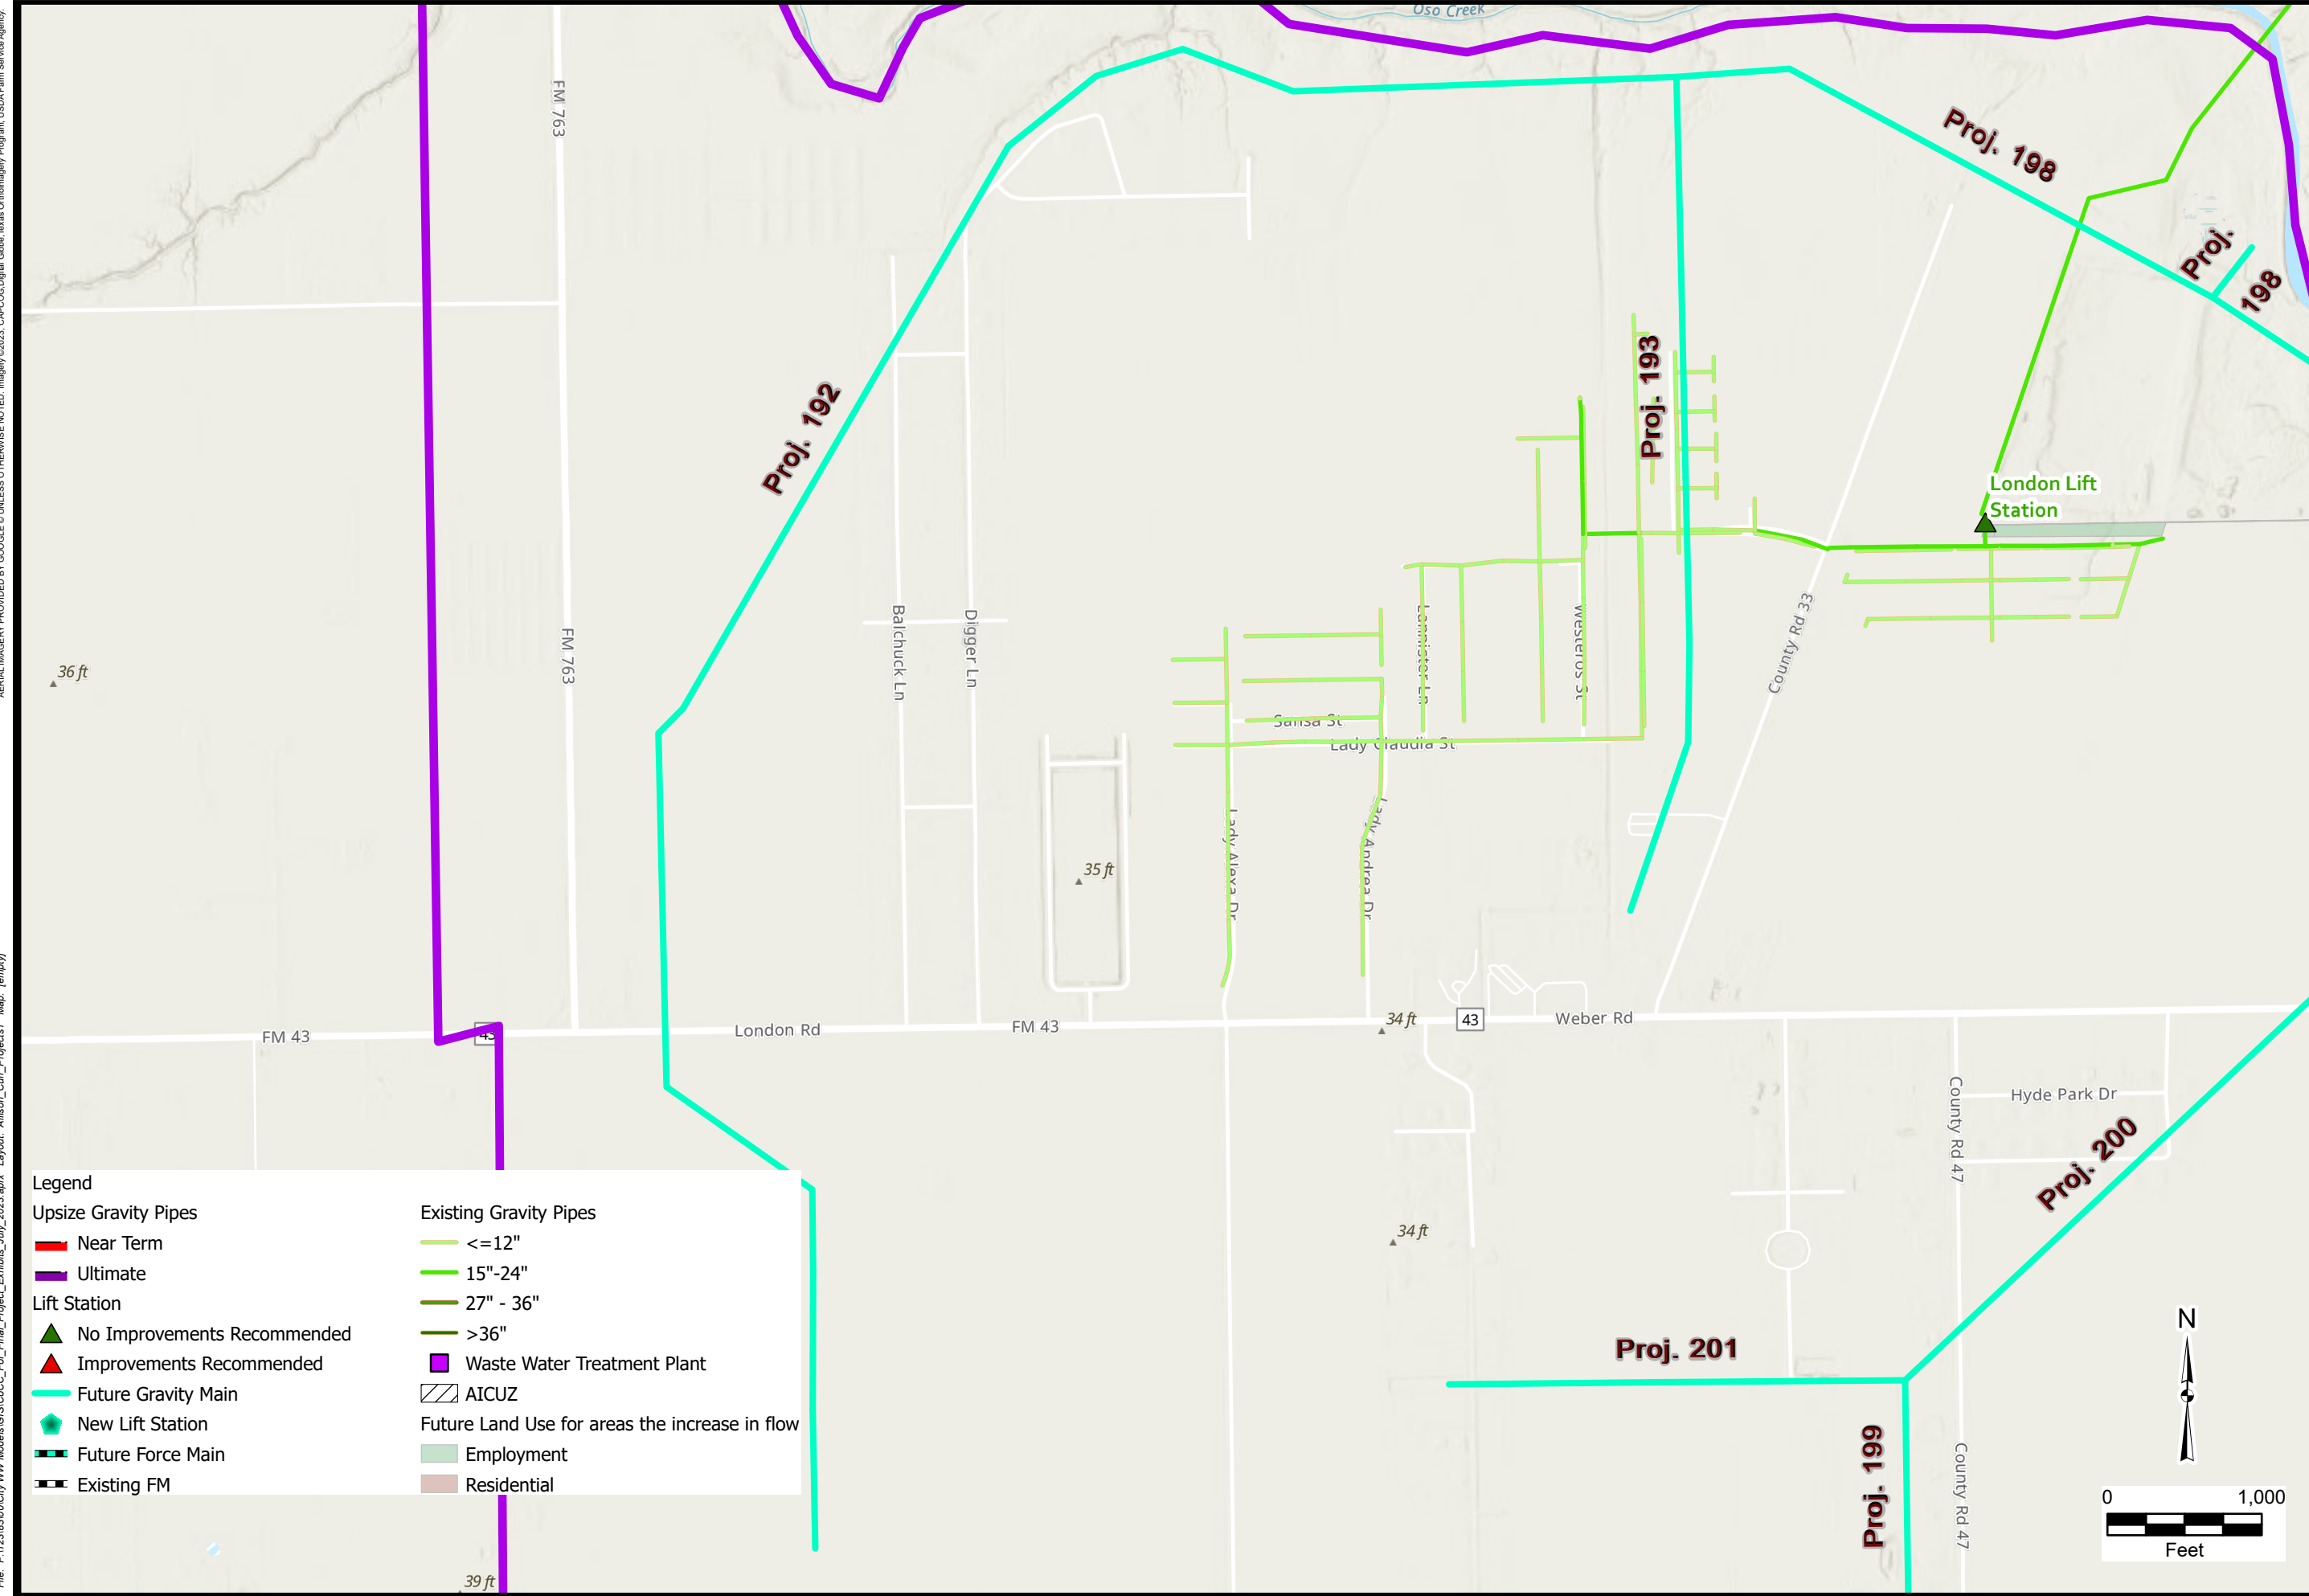 Oso Creek
FM 763
Proj. 198
Proj.
198
Proj. 193
Proj. 192
London Lift
Station
FM 763
Balchuck Ln
Digger Ln
Lannister Ln
Westeros St
County Rd 33
36 ft
Sansa St
Lady Claudia St
35 ft
Lady Alexa Dr
Andrea Dr
FM 43
43
London Rd
FM 43
34 ft
43
Weber Rd
County Rd 47
Hyde Park Dr
Proj. 200
34 ft
Proj. 201
Proj. 199
County Rd 47
39 ft
Legend
Upsize Gravity Pipes
Near Term
Ultimate
Lift Station
No Improvements Recommended
Improvements Recommended
Future Gravity Main
New Lift Station
Future Force Main
Existing FM
Existing Gravity Pipes
<=12"
15"-24"
27" - 36"
>36"
Waste Water Treatment Plant
AICUZ
Future Land Use for areas the increase in flow
Employment
Residential
N
0 1,000
Feet